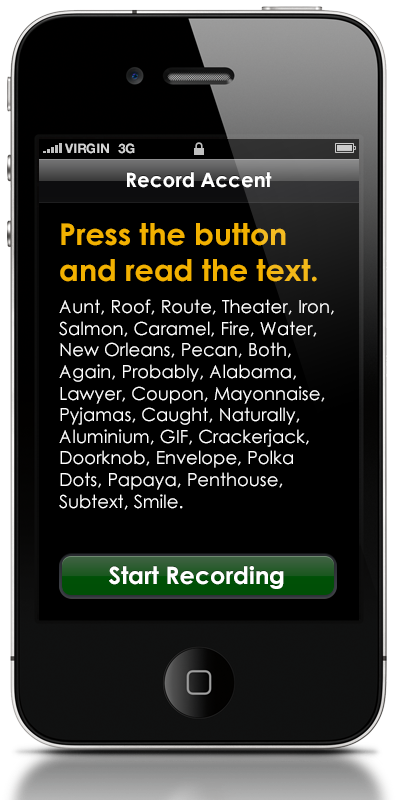 VIRGIN 3G
Record Accent
Press the button
and read the text.
Aunt, Roof, Route, Theater, Iron,
Salmon, Caramel, Fire, Water,
New Orleans, Pecan, Both,
Again, Probably, Alabama,
Lawyer, Coupon, Mayonnaise,
Pyjamas, Caught, Naturally,
Aluminium, GIF, Crackerjack,
Doorknob, Envelope, Polka
Dots, Papaya, Penthouse,
Subtext, Smile.
Start Recording